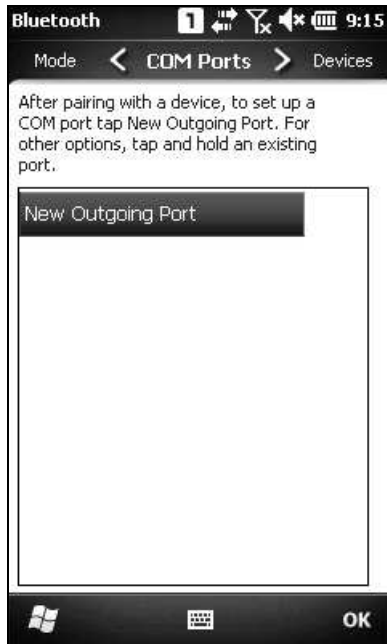 Bluetooth 1 9:15
Mode COM Ports Devices
After pairing with a device, to set up a
COM port tap New Outgoing Port. For
other options, tap and hold an existing
port.
New Outgoing Port
OK